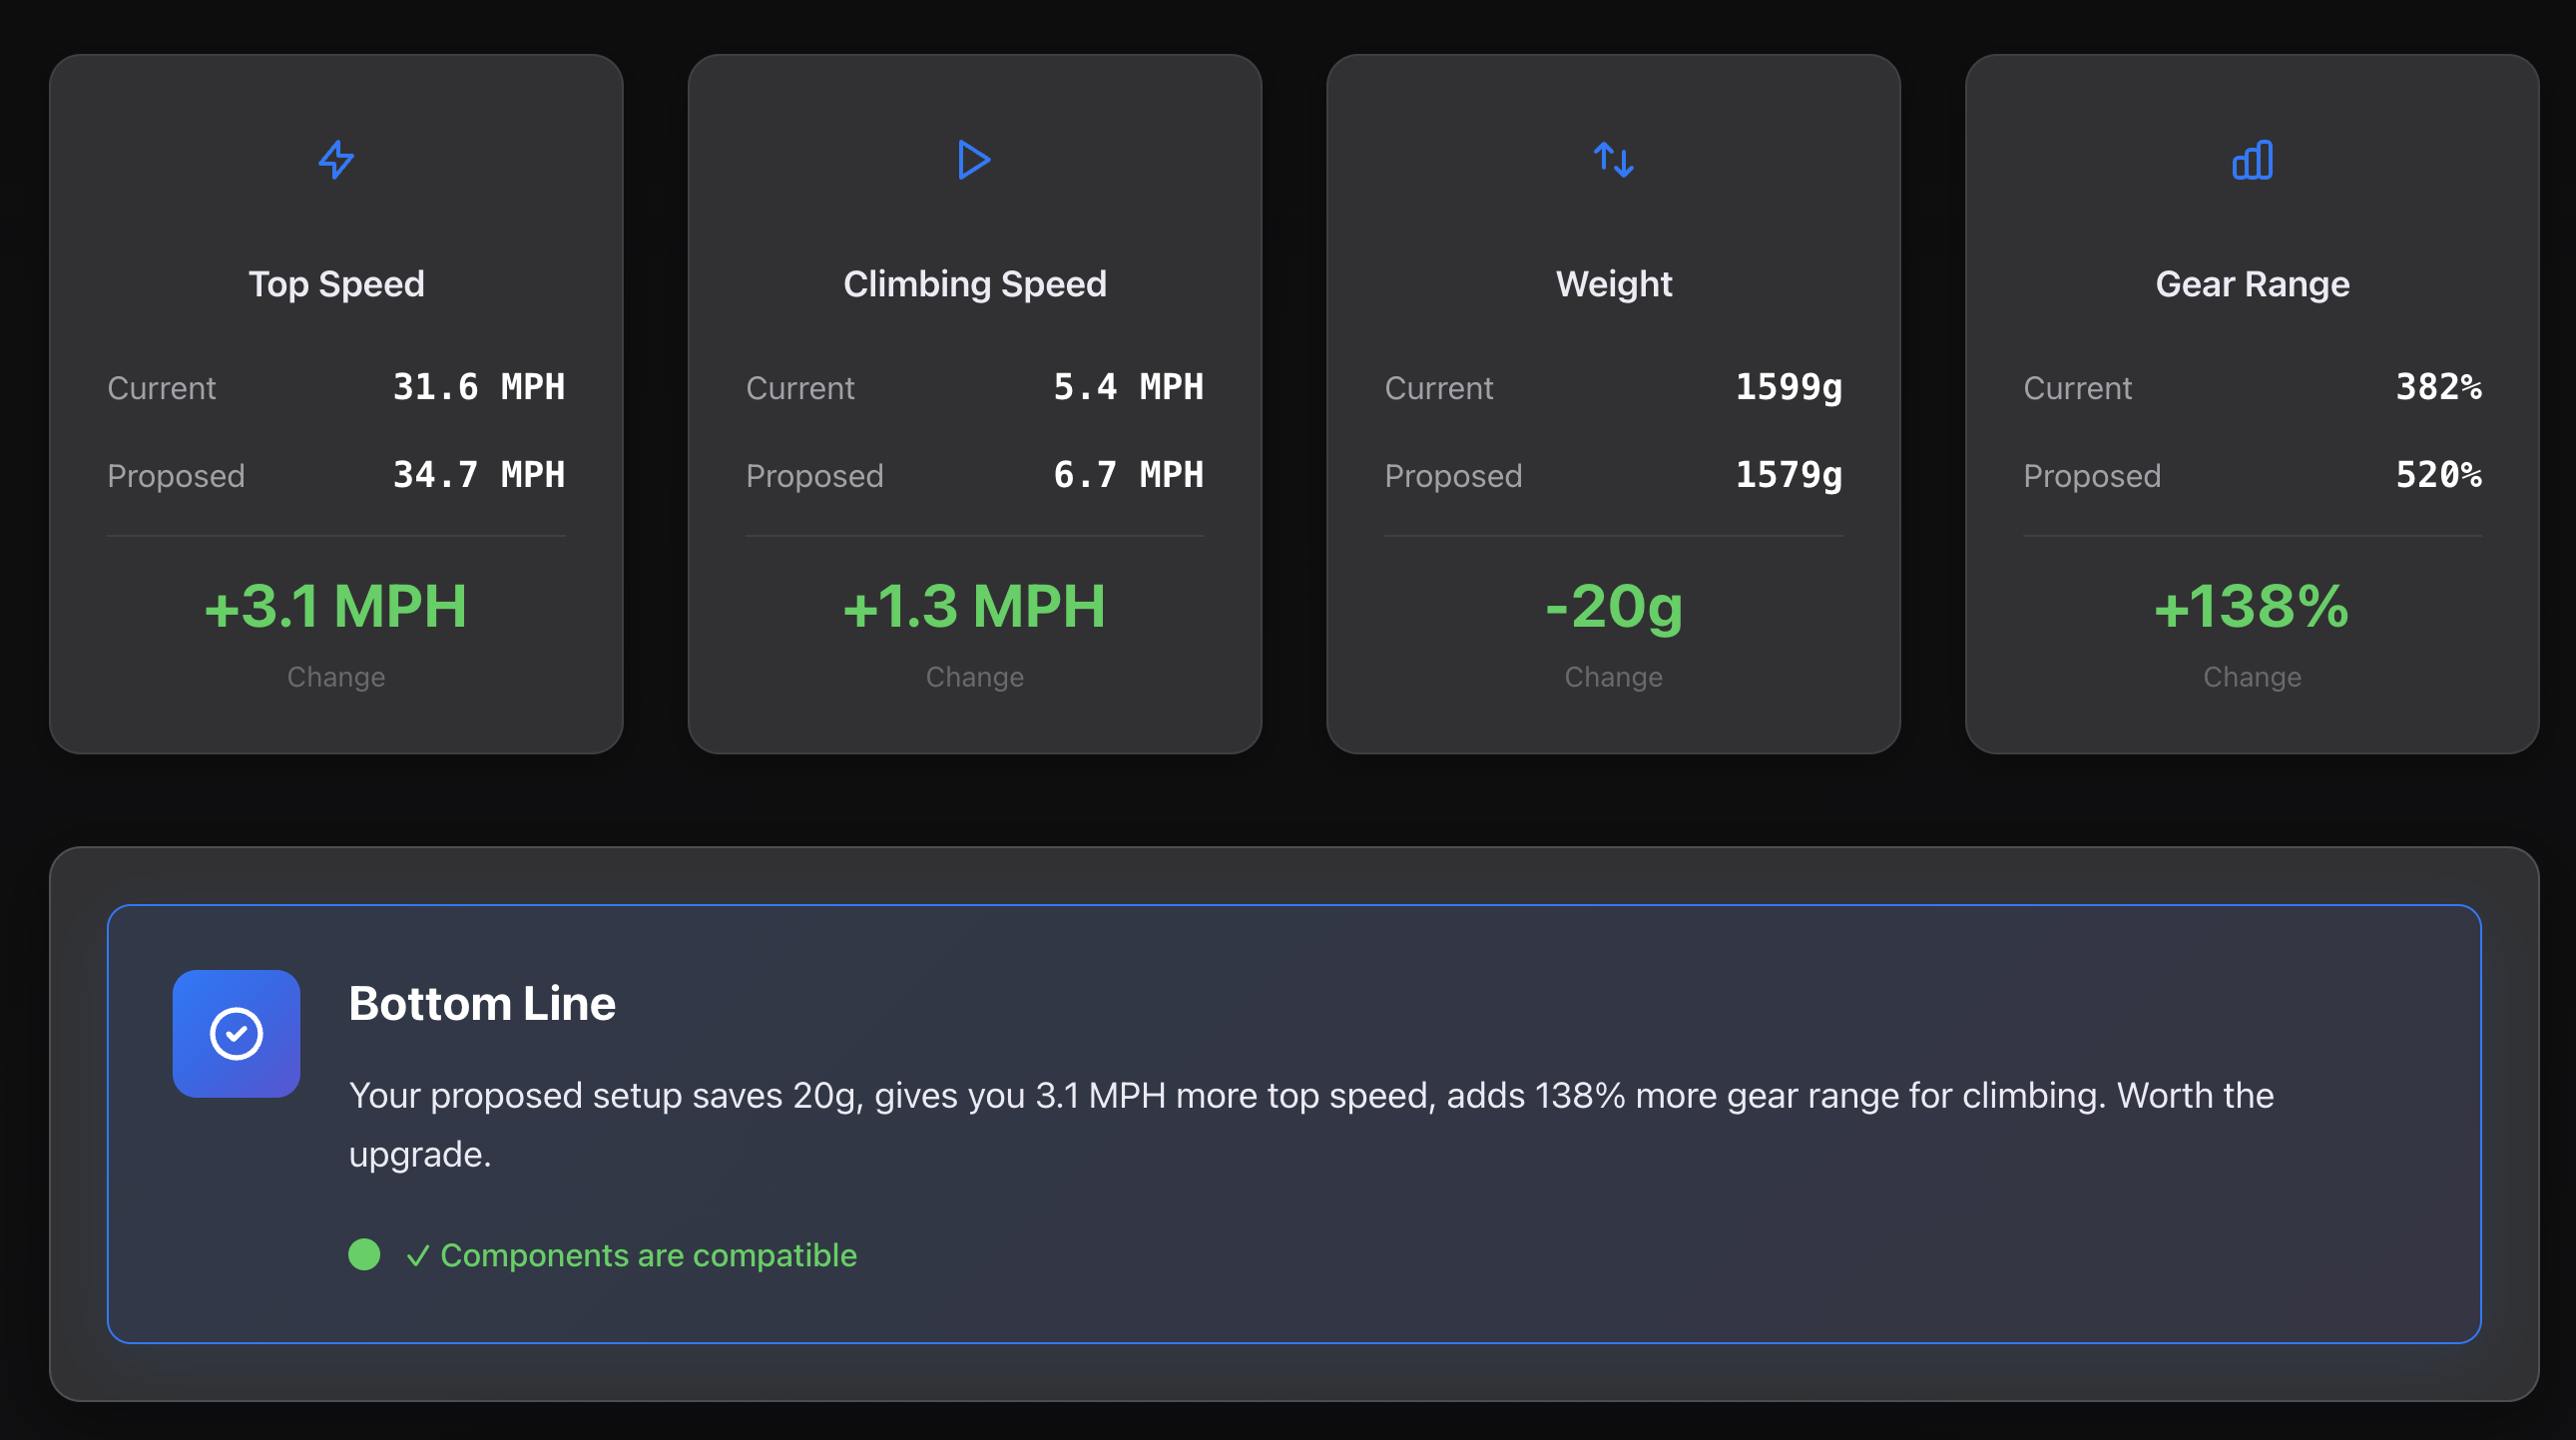 Top Speed
Current 31.6 MPH
Proposed 34.7 MPH
+3.1 MPH
Change
Climbing Speed
Current 5.4 MPH
Proposed 6.7 MPH
+1.3 MPH
Change
Weight
Current 1599g
Proposed 1579g
-20g
Change
Gear Range
Current 382%
Proposed 520%
+138%
Change
Bottom Line
Your proposed setup saves 20g, gives you 3.1 MPH more top speed, adds 138% more gear range for climbing. Worth the
upgrade.
✓ Components are compatible